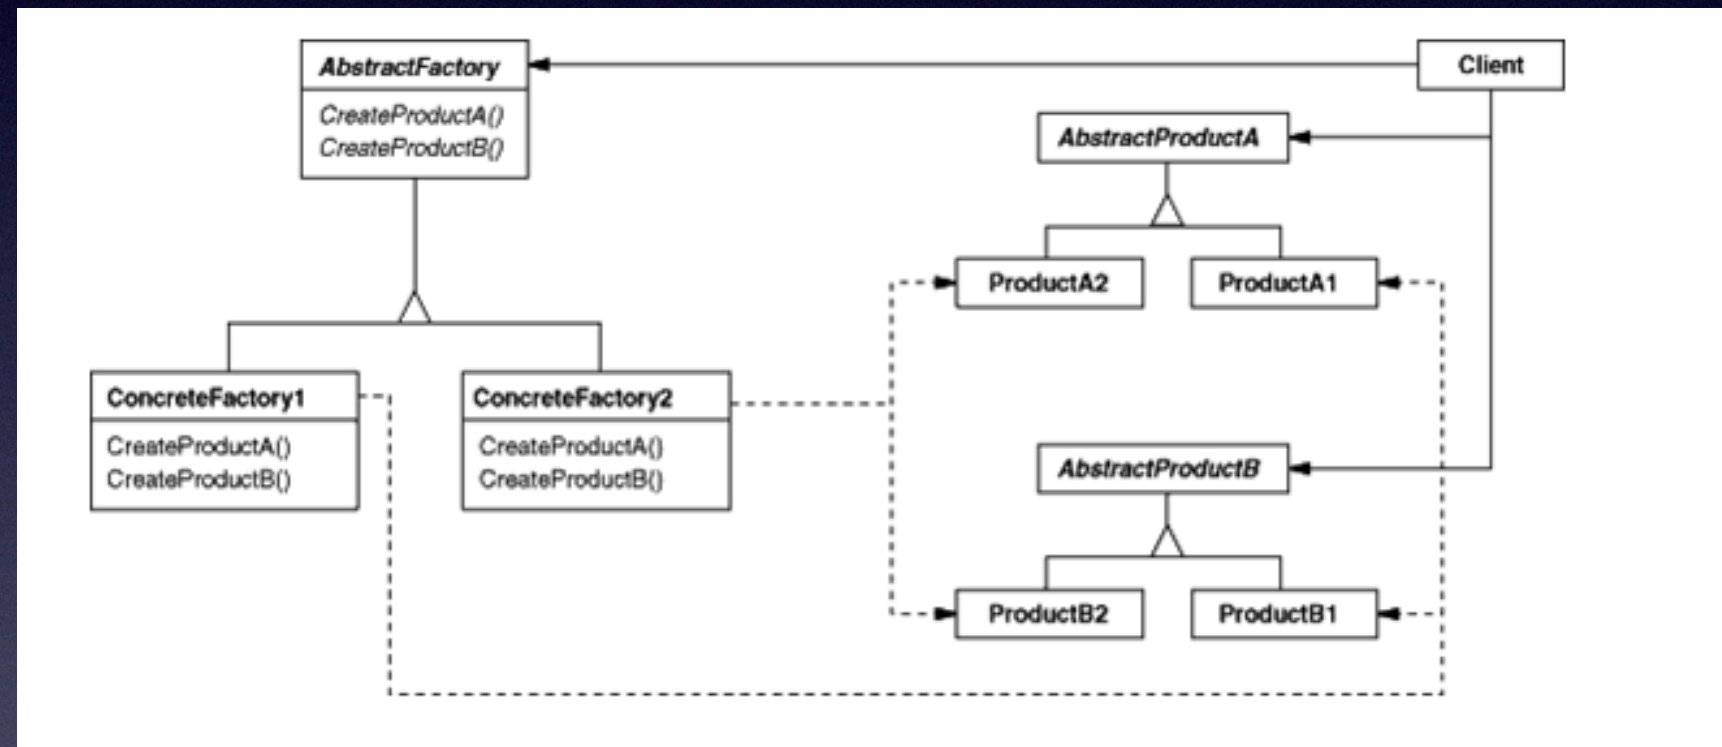 AbstractFactory
CreateProductA()
CreateProductB()
Client
AbstractProductA
ProductA2
ProductA1
ConcreteFactory1
CreateProductA()
CreateProductB()
ConcreteFactory2
CreateProductA()
CreateProductB()
AbstractProductB
ProductB2
ProductB1